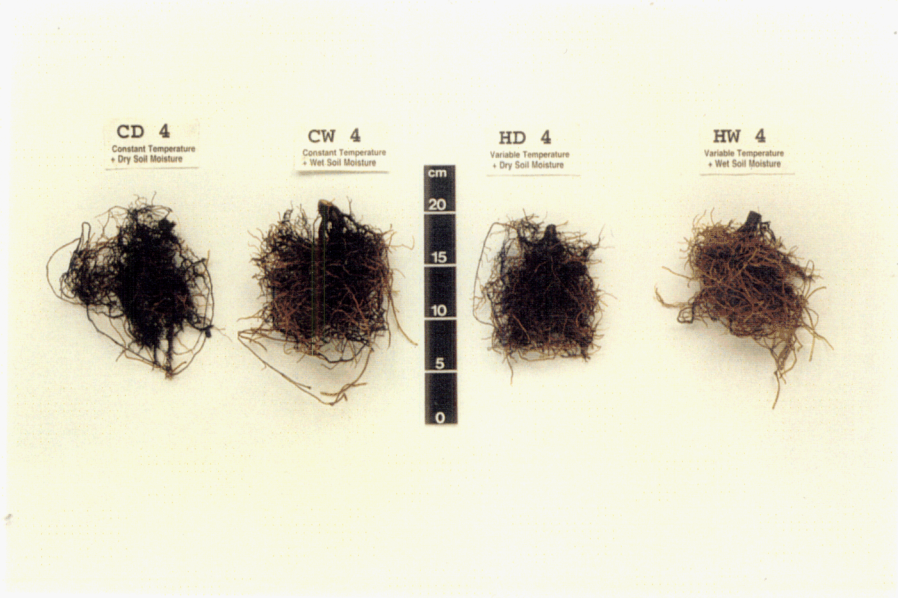 CD 4
Constant Temperature
+ Dry Soil Moisture
CW 4
Constant Temperature
+ Wet Soil Moisture
cm
20
15
10
5
0
HD 4
Variable Temperature
+ Dry Soil Moisture
HW 4
Variable Temperature
+ Wet Soil Moisture